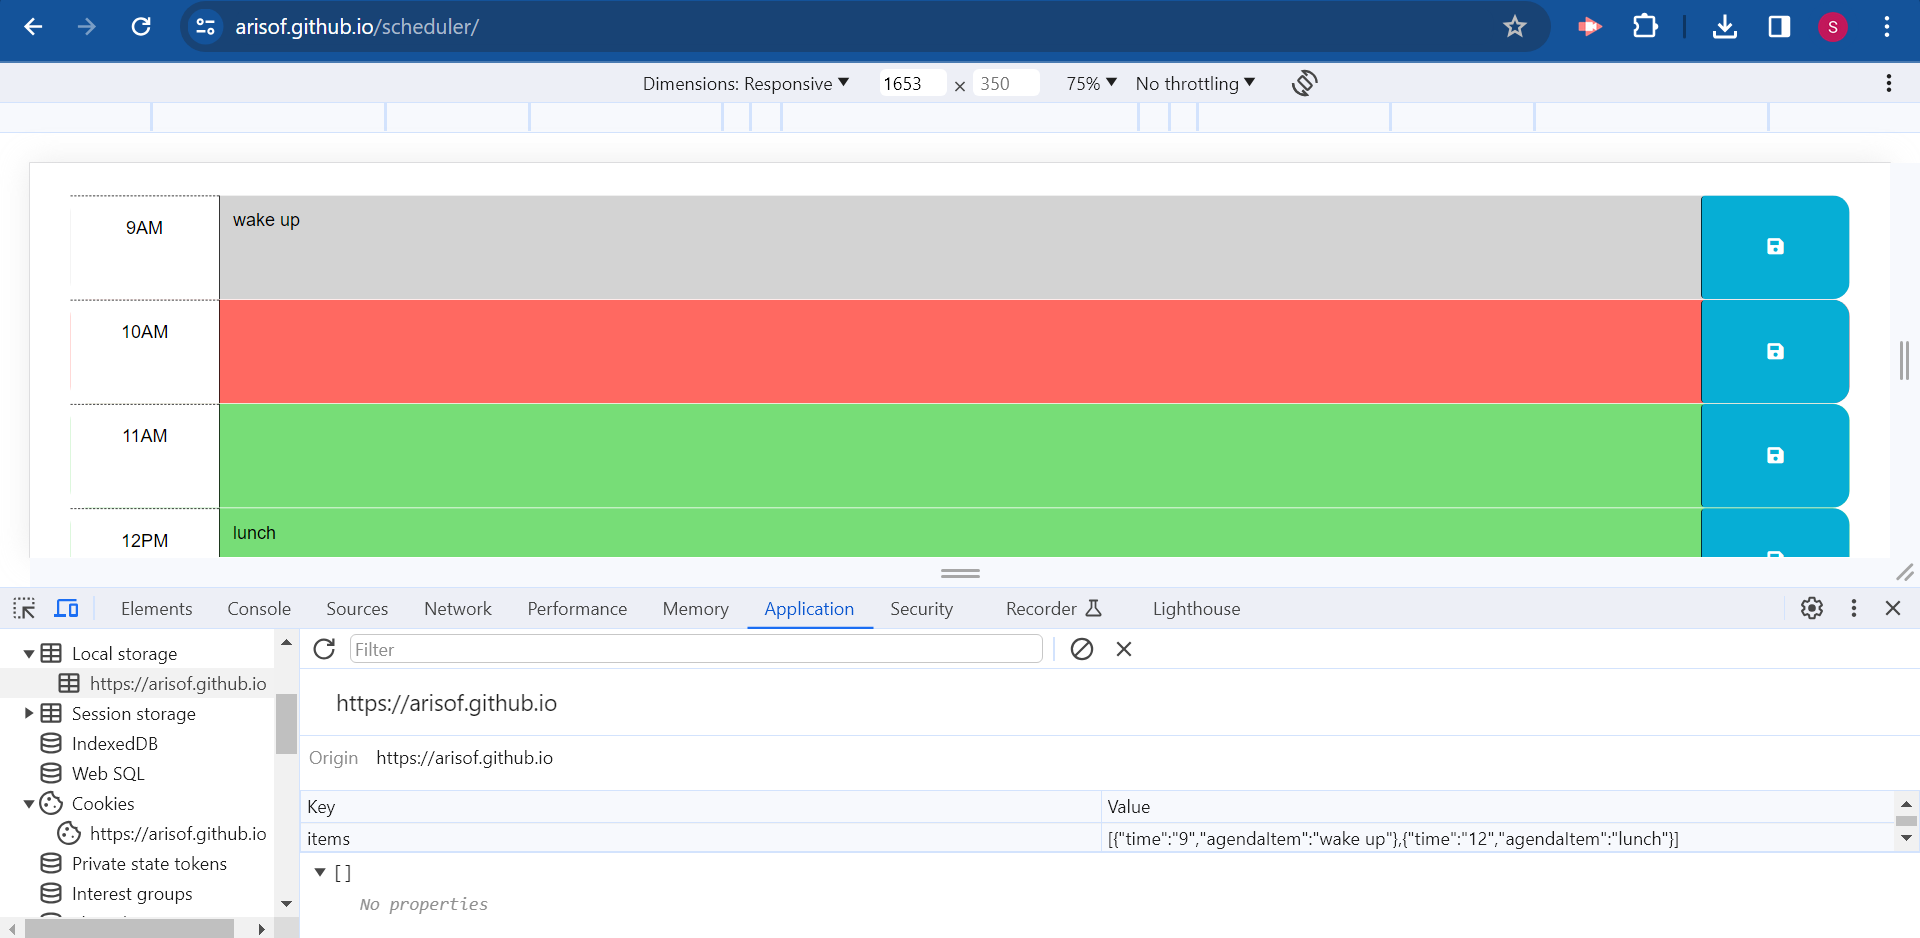 arisof.github.io/scheduler/
S
Dimensions: Responsive 1653 × 350 75% No throttling
9AM wake up
10AM
11AM
12PM lunch
Elements Console Sources Network Performance Memory Application Security Recorder Lighthouse
Local storage
https://arisof.github.io
Session storage
IndexedDB
Web SQL
Cookies
https://arisof.github.io
Private state tokens
Interest groups
Filter
https://arisof.github.io
Origin https://arisof.github.io
Key Value
items [{"time":"9","agendaItem":"wake up"},{"time":"12","agendaItem":"lunch"}]
[]
No properties